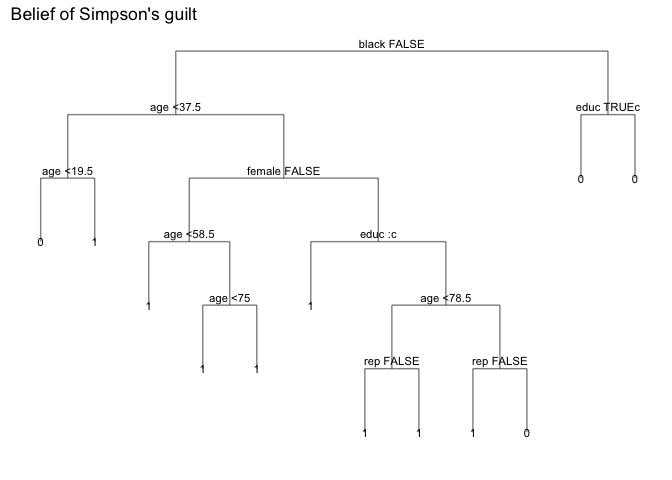 Belief of Simpson's guilt
black FALSE
age <37.5
educ TRUEc
age <19.5
female FALSE
0
0
0
1
age <58.5
educ :c
1
age <75
1
age <78.5
1
1
rep FALSE
rep FALSE
1
1
1
0